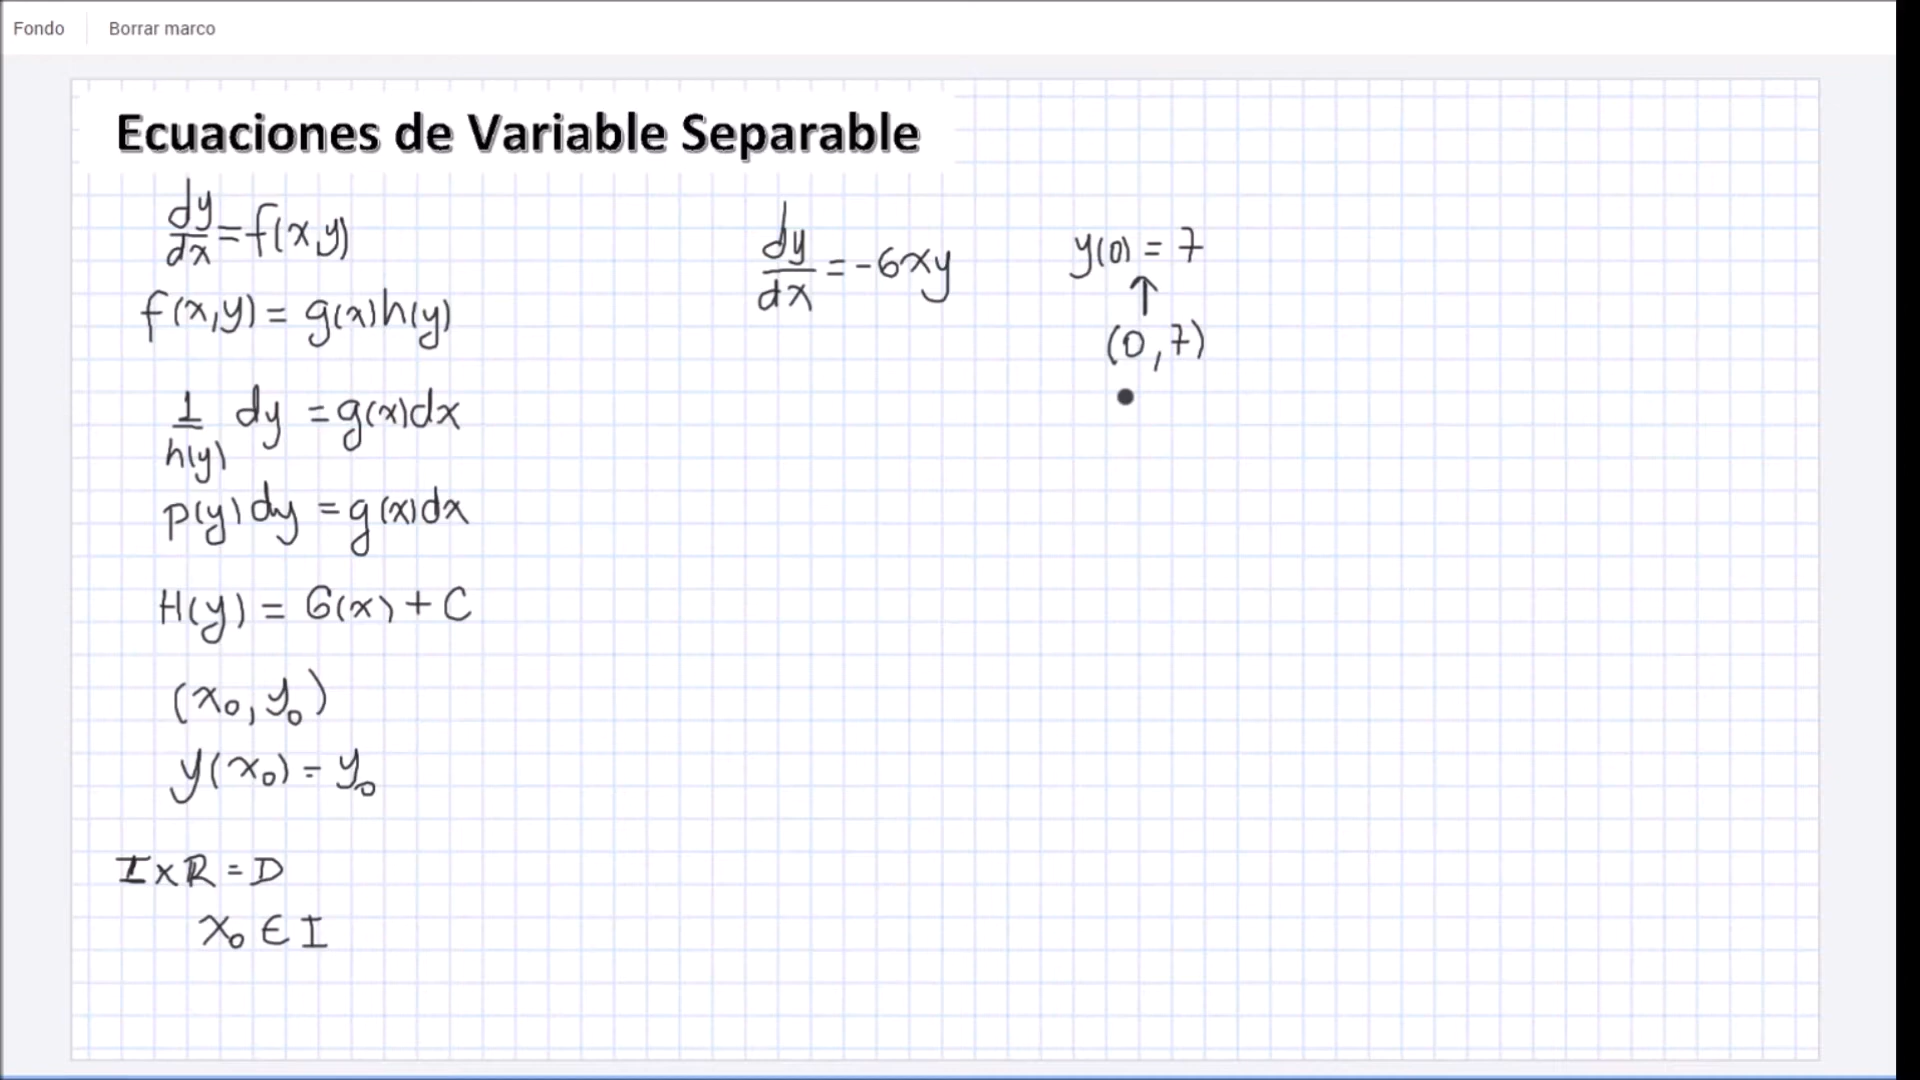 Fondo Borrar marco
Ecuaciones de Variable Separable
dy/dx = f(x,y)
f(x,y) = g(x)h(y)
1/h(y) dy = g(x)dx
p(y)dy = g(x)dx
H(y) = G(x) + C
(x₀, y₀)
y(x₀) = y₀
I x R = D
x₀ ∈ I
dy/dx = -6xy
y(0) = 7
↑
(0,7)